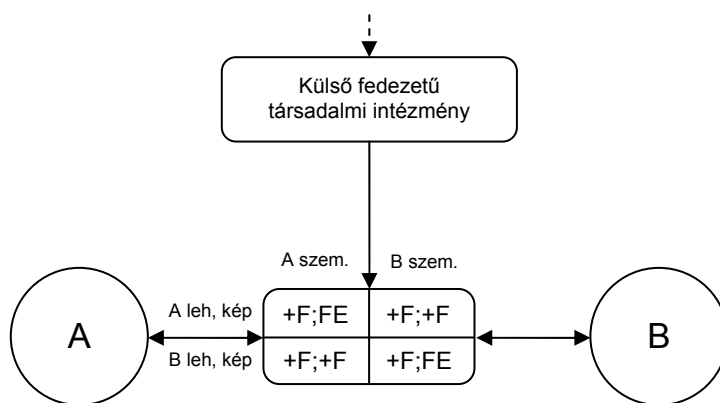 Külső fedezetű
társadalmi intézmény
A szem. B szem.
A leh, kép +F;FE +F;+F
A B
B leh, kép +F;+F +F;FE